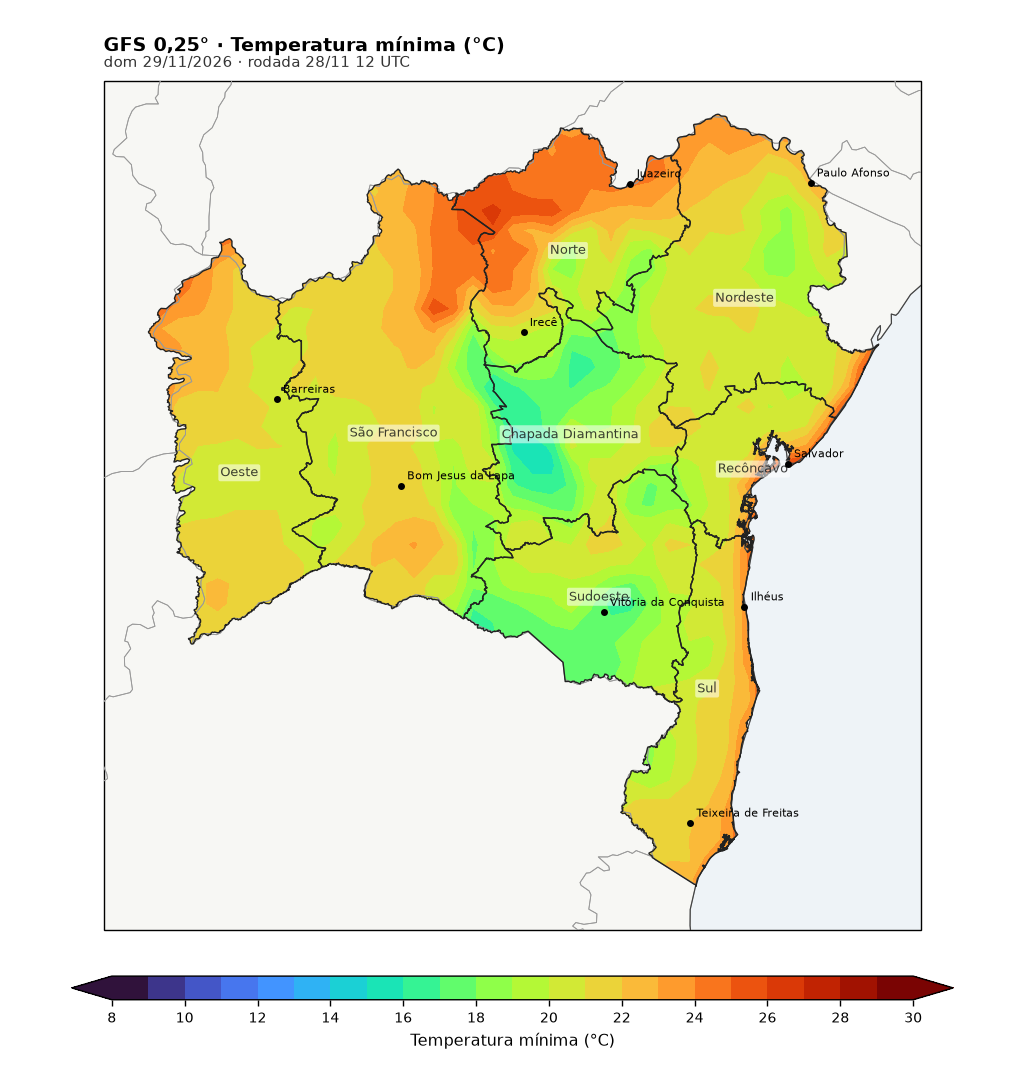 GFS 0,25° · Temperatura mínima (°C)
dom 29/11/2026 · rodada 28/11 12 UTC
Juazeiro
Paulo Afonso
Norte
Nordeste
Irecê
Barreiras
São Francisco
Chapada Diamantina
Salvador
Recôncavo
Oeste
Bom Jesus da Lapa
Sudoeste
Vitória da Conquista
Ilhéus
Sul
Teixeira de Freitas
8 10 12 14 16 18 20 22 24 26 28 30
Temperatura mínima (°C)